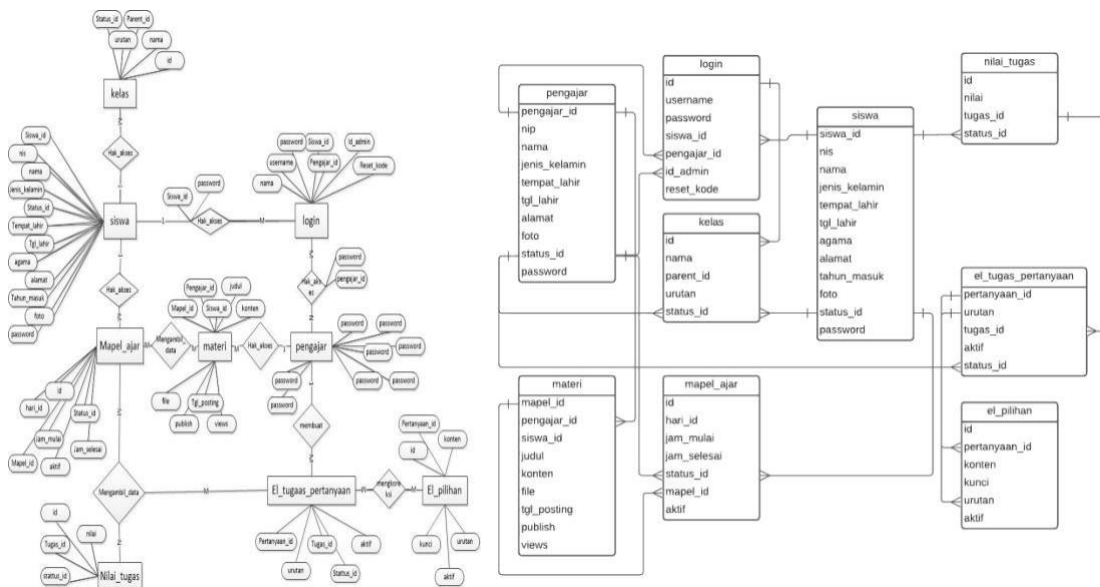 Status_id
Parent_id
urutan
nama
id
kelas
Hak_akses
Siswa_id
nis
nama
jenis_kelamin
Status_id
Tempat_lahir
Tgl_lahir
agama
alamat
Tahun_masuk
foto
password
siswa
1
Siswa_id
password
Hak_akses
M
password
Siswa_id
Id_admin
username
Pengajar_id
Reset_kode
nama
login
Hak_akses
Hak_aks
es
password
pengajar_id
Pengajar_id
judul
Mapel_id
Siswa_id
konten
Mapel_ajar
M
Mengambil_
data
M
materi
M
Hak_akses
pengajar
password
password
password
password
password
password
password
password
file
Tgl_posting
publish
views
id
hari_id
Status_id
Jam_mulai
Jam_selesai
Mapel_id
aktif
membuat
Pertanyaan_id
konten
id
Mengambil_data
M
El_tugaas_pertanyaan
M
mengkore
ksi
M
El_pilihan
Pertanyaan_id
Tugas_id
aktif
urutan
Stattus_id
kunci
urutan
aktif
id
nilai
Tugas_id
stattus_id
Nilai_tugas
pengajar
pengajar_id
nip
nama
jenis_kelamin
tempat_lahir
tgl_lahir
alamat
foto
status_id
password
login
id
username
password
siswa_id
pengajar_id
id_admin
reset_kode
kelas
id
nama
parent_id
urutan
status_id
siswa
siswa_id
nis
nama
jenis_kelamin
tempat_lahir
tgl_lahir
agama
alamat
tahun_masuk
foto
status_id
password
nilai_tugas
id
nilai
tugas_id
status_id
el_tugas_pertanyaan
pertanyaan_id
urutan
tugas_id
aktif
status_id
materi
mapel_id
pengajar_id
siswa_id
judul
konten
file
tgl_posting
publish
views
mapel_ajar
id
hari_id
jam_mulai
jam_selesai
status_id
mapel_id
aktif
el_pilihan
id
pertanyaan_id
konten
kunci
urutan
aktif